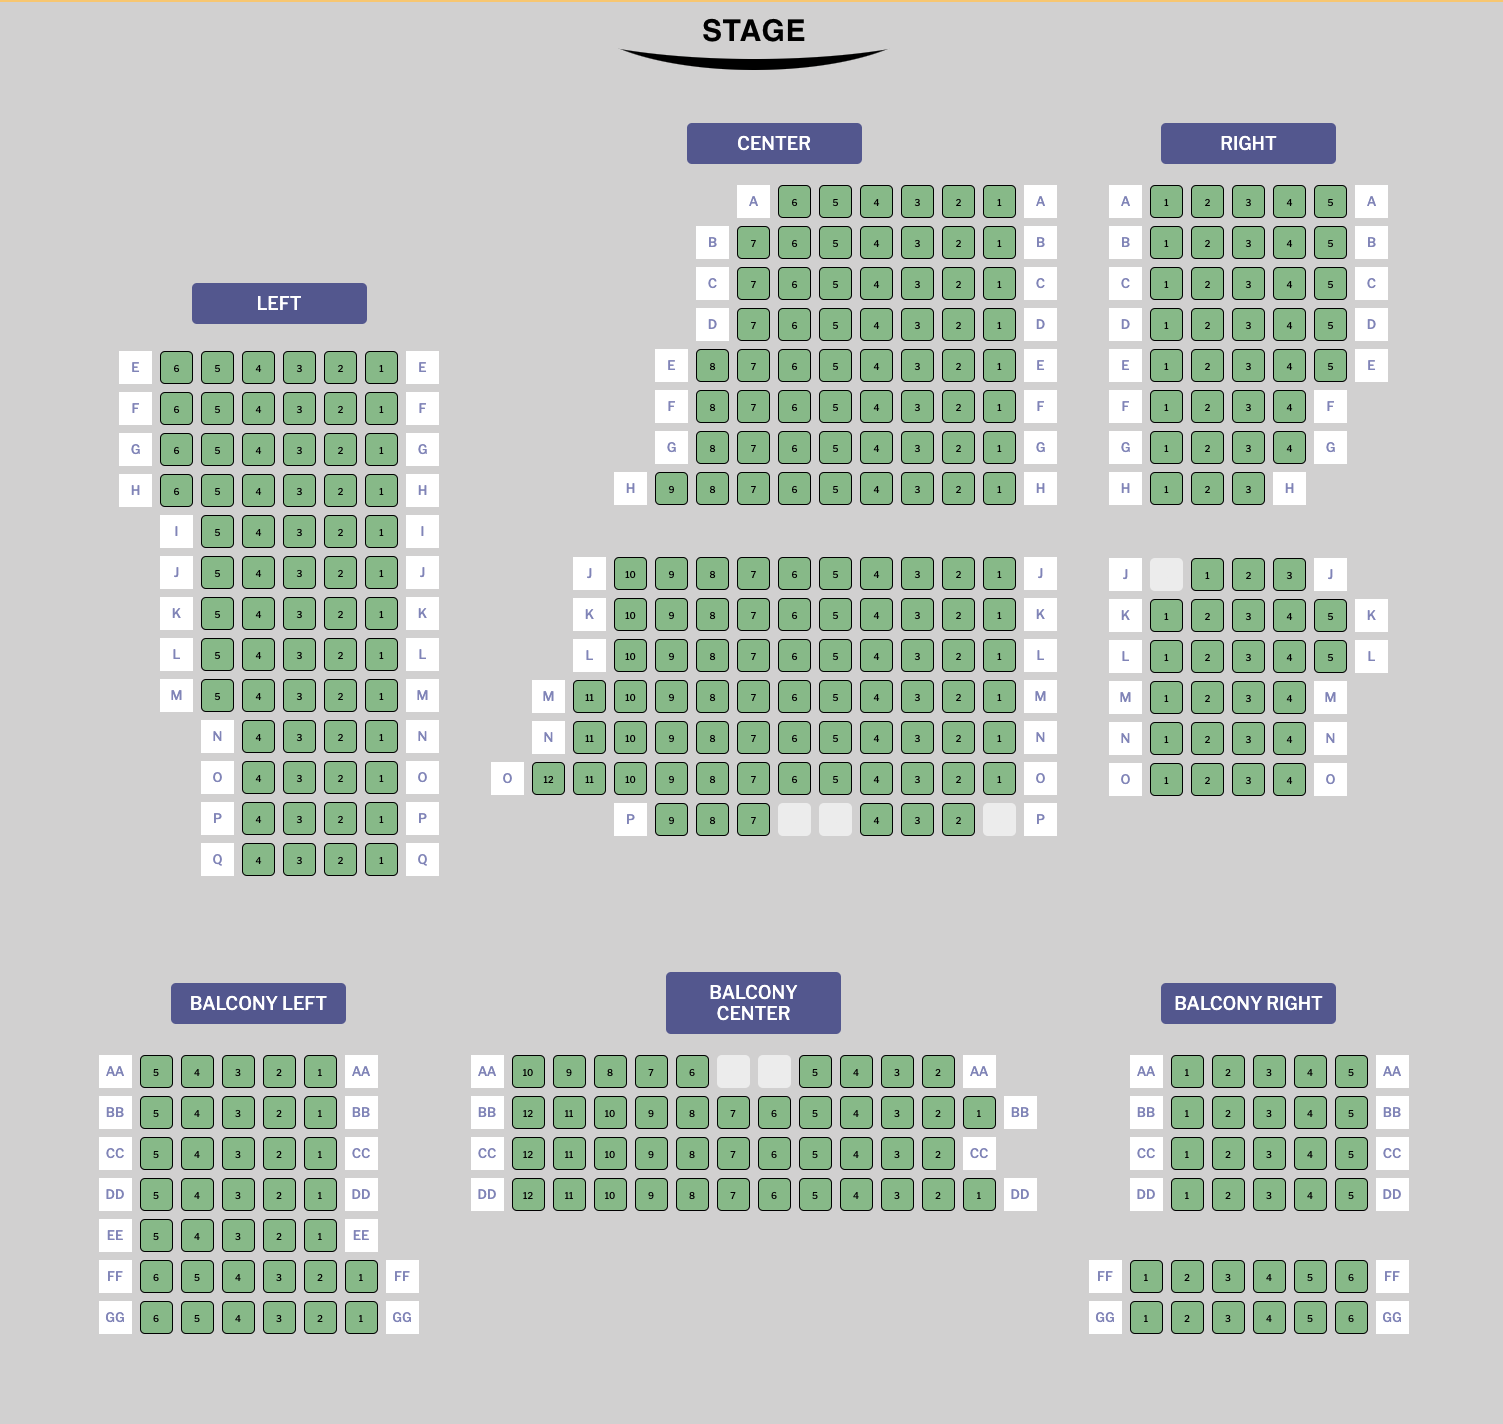 STAGE
CENTER
RIGHT
A 6 5 4 3 2 1 A
B 7 6 5 4 3 2 1 B
C 7 6 5 4 3 2 1 C
D 7 6 5 4 3 2 1 D
E 8 7 6 5 4 3 2 1 E
F 8 7 6 5 4 3 2 1 F
G 8 7 6 5 4 3 2 1 G
H 9 8 7 6 5 4 3 2 1 H
J 10 9 8 7 6 5 4 3 2 1 J
K 10 9 8 7 6 5 4 3 2 1 K
L 10 9 8 7 6 5 4 3 2 1 L
M 11 10 9 8 7 6 5 4 3 2 1 M
N 11 10 9 8 7 6 5 4 3 2 1 N
O 12 11 10 9 8 7 6 5 4 3 2 1 O
P 9 8 7 4 3 2 P
A 1 2 3 4 5 A
B 1 2 3 4 5 B
C 1 2 3 4 5 C
D 1 2 3 4 5 D
E 1 2 3 4 5 E
F 1 2 3 4 F
G 1 2 3 4 G
H 1 2 3 H
J 1 2 3 J
K 1 2 3 4 5 K
L 1 2 3 4 5 L
M 1 2 3 4 M
N 1 2 3 4 N
O 1 2 3 4 O
LEFT
E 6 5 4 3 2 1 E
F 6 5 4 3 2 1 F
G 6 5 4 3 2 1 G
H 6 5 4 3 2 1 H
I 5 4 3 2 1 I
J 5 4 3 2 1 J
K 5 4 3 2 1 K
L 5 4 3 2 1 L
M 5 4 3 2 1 M
N 4 3 2 1 N
O 4 3 2 1 O
P 4 3 2 1 P
Q 4 3 2 1 Q
BALCONY LEFT
AA 5 4 3 2 1 AA
BB 5 4 3 2 1 BB
CC 5 4 3 2 1 CC
DD 5 4 3 2 1 DD
EE 5 4 3 2 1 EE
FF 6 5 4 3 2 1 FF
GG 6 5 4 3 2 1 GG
BALCONY
CENTER
AA 10 9 8 7 6 5 4 3 2 AA
BB 12 11 10 9 8 7 6 5 4 3 2 1 BB
CC 12 11 10 9 8 7 6 5 4 3 2 CC
DD 12 11 10 9 8 7 6 5 4 3 2 1 DD
BALCONY RIGHT
AA 1 2 3 4 5 AA
BB 1 2 3 4 5 BB
CC 1 2 3 4 5 CC
DD 1 2 3 4 5 DD
FF 1 2 3 4 5 6 FF
GG 1 2 3 4 5 6 GG